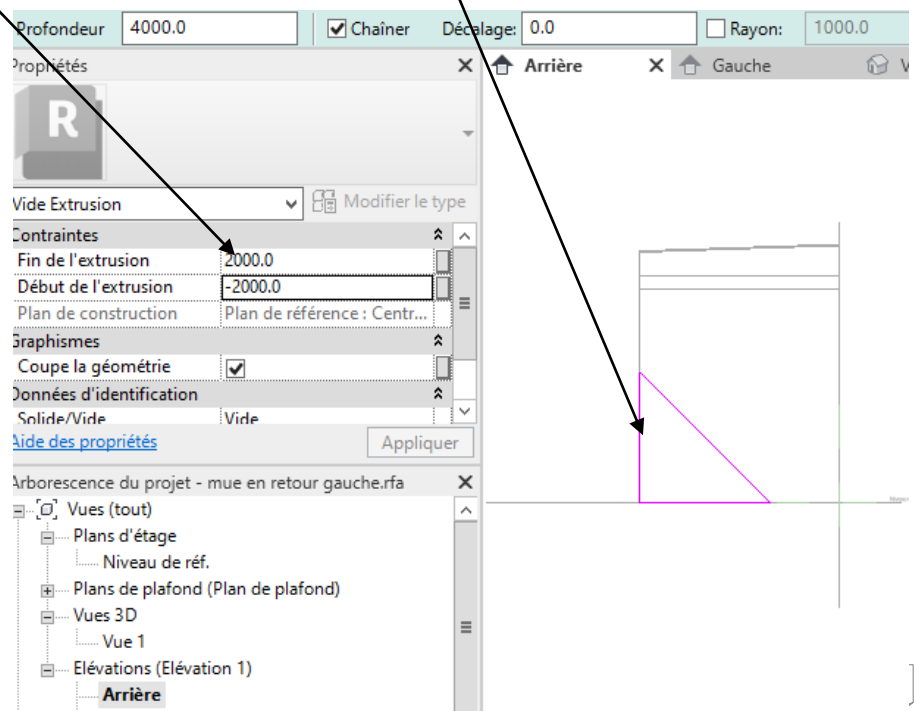 Profondeur 4000.0 Chaîner Décalage: 0.0 Rayon: 1000.0
Propriétés
Arrière Gauche V
R
Vide Extrusion Modifier le type
Contraintes
Fin de l'extrusion 2000.0
Début de l'extrusion -2000.0
Plan de construction Plan de référence : Centr...
Graphismes
Coupe la géométrie
Données d'identification
Solide/Vide Vide
Aide des propriétés Appliquer
Arborescence du projet - mue en retour gauche.rfa
Vues (tout)
Plans d'étage
Niveau de réf.
Plans de plafond (Plan de plafond)
Vues 3D
Vue 1
Elévations (Elévation 1)
Arrière